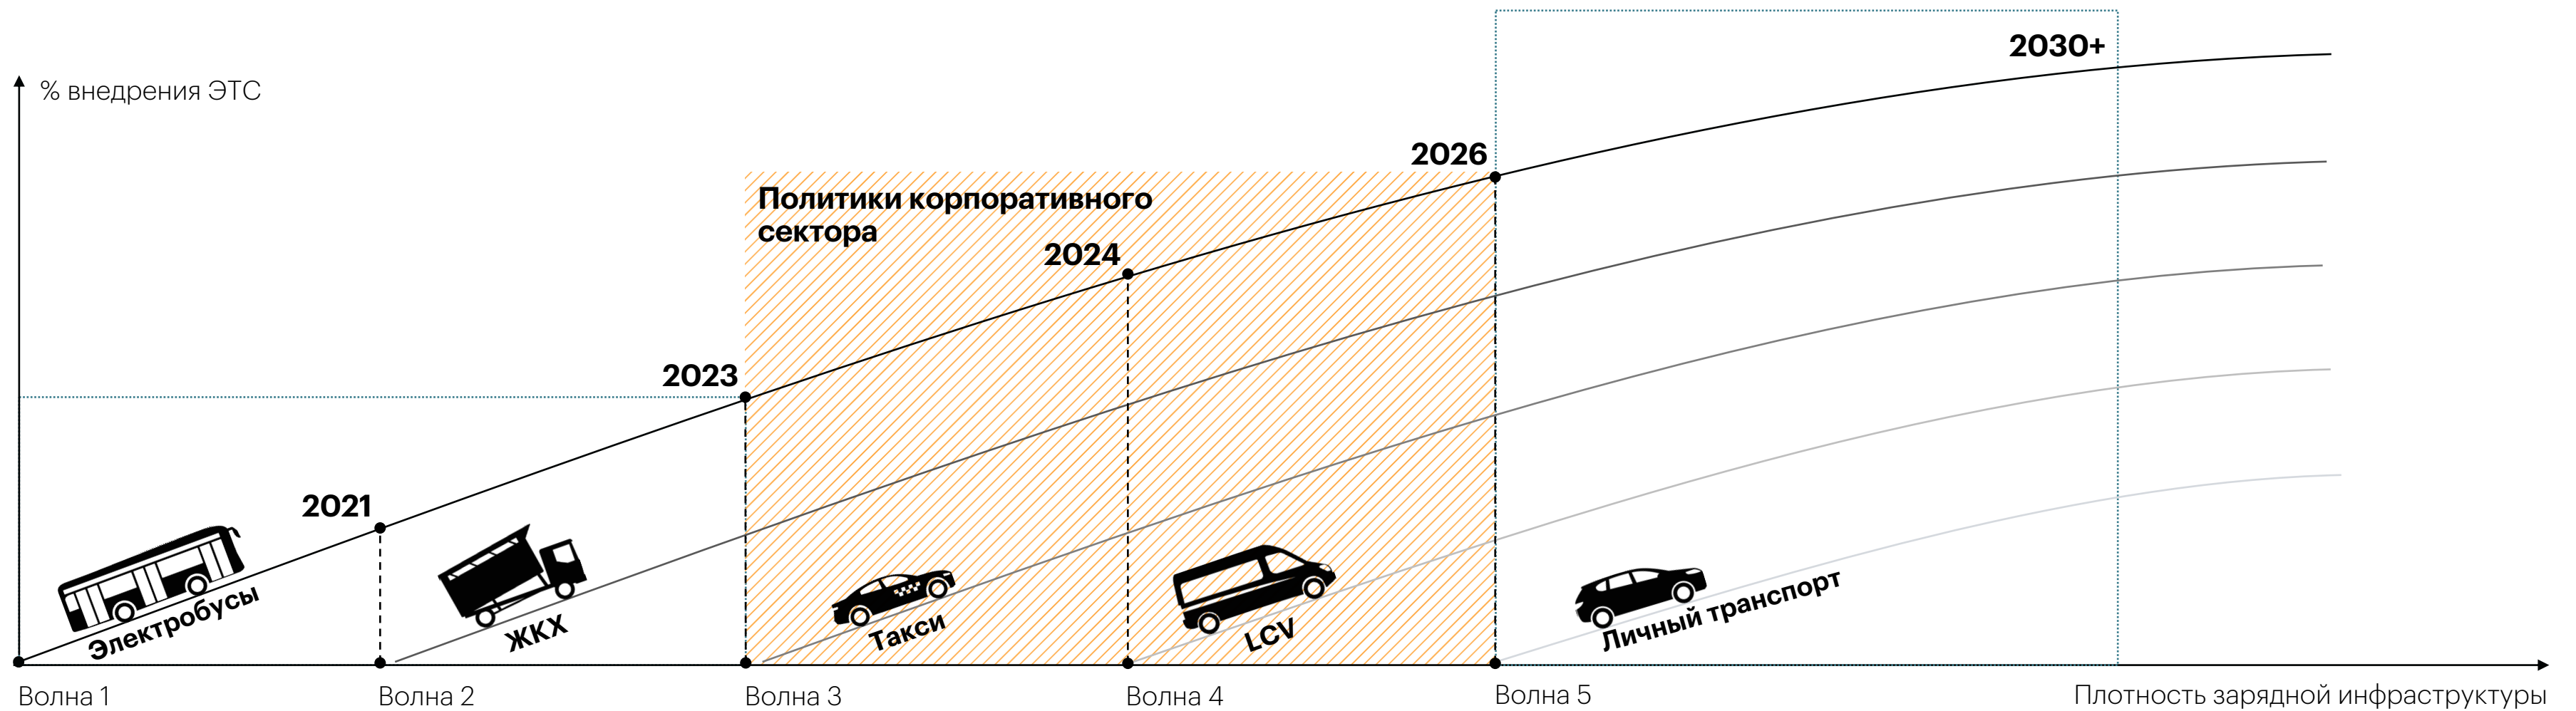 2030+
% внедрения ЭТС
2026
Политики корпоративного
сектора
2024
2023
2021
Электробусы
ЖКХ
Такси
LCV
Личный транспорт
Волна 1
Волна 2
Волна 3
Волна 4
Волна 5
Плотность зарядной инфраструктуры